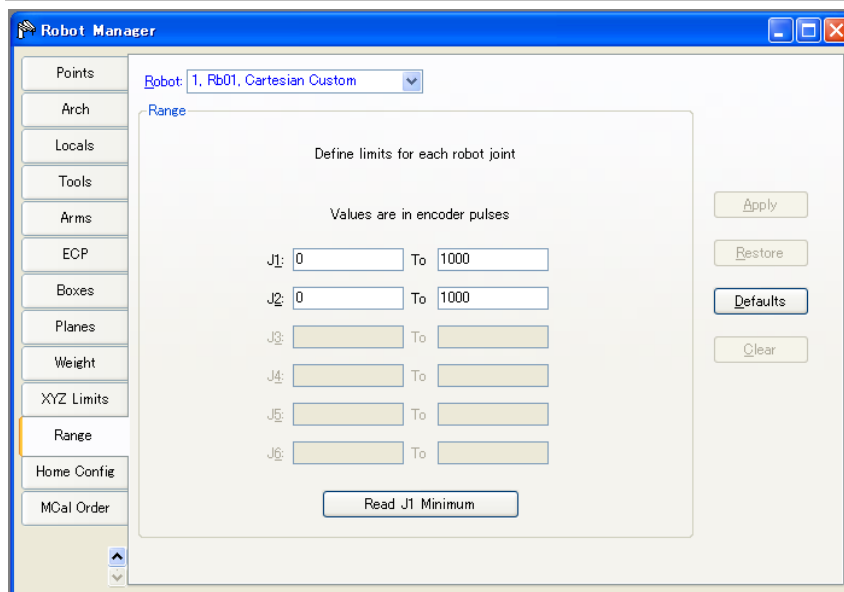 Robot Manager
Points
Arch
Locals
Tools
Arms
ECP
Boxes
Planes
Weight
XYZ Limits
Range
Home Config
MCal Order
Robot: 1, Rb01, Cartesian Custom
Range
Define limits for each robot joint
Values are in encoder pulses
J1: 0 To 1000
J2: 0 To 1000
J3: To
J4: To
J5: To
J6: To
Read J1 Minimum
Apply
Restore
Defaults
Clear